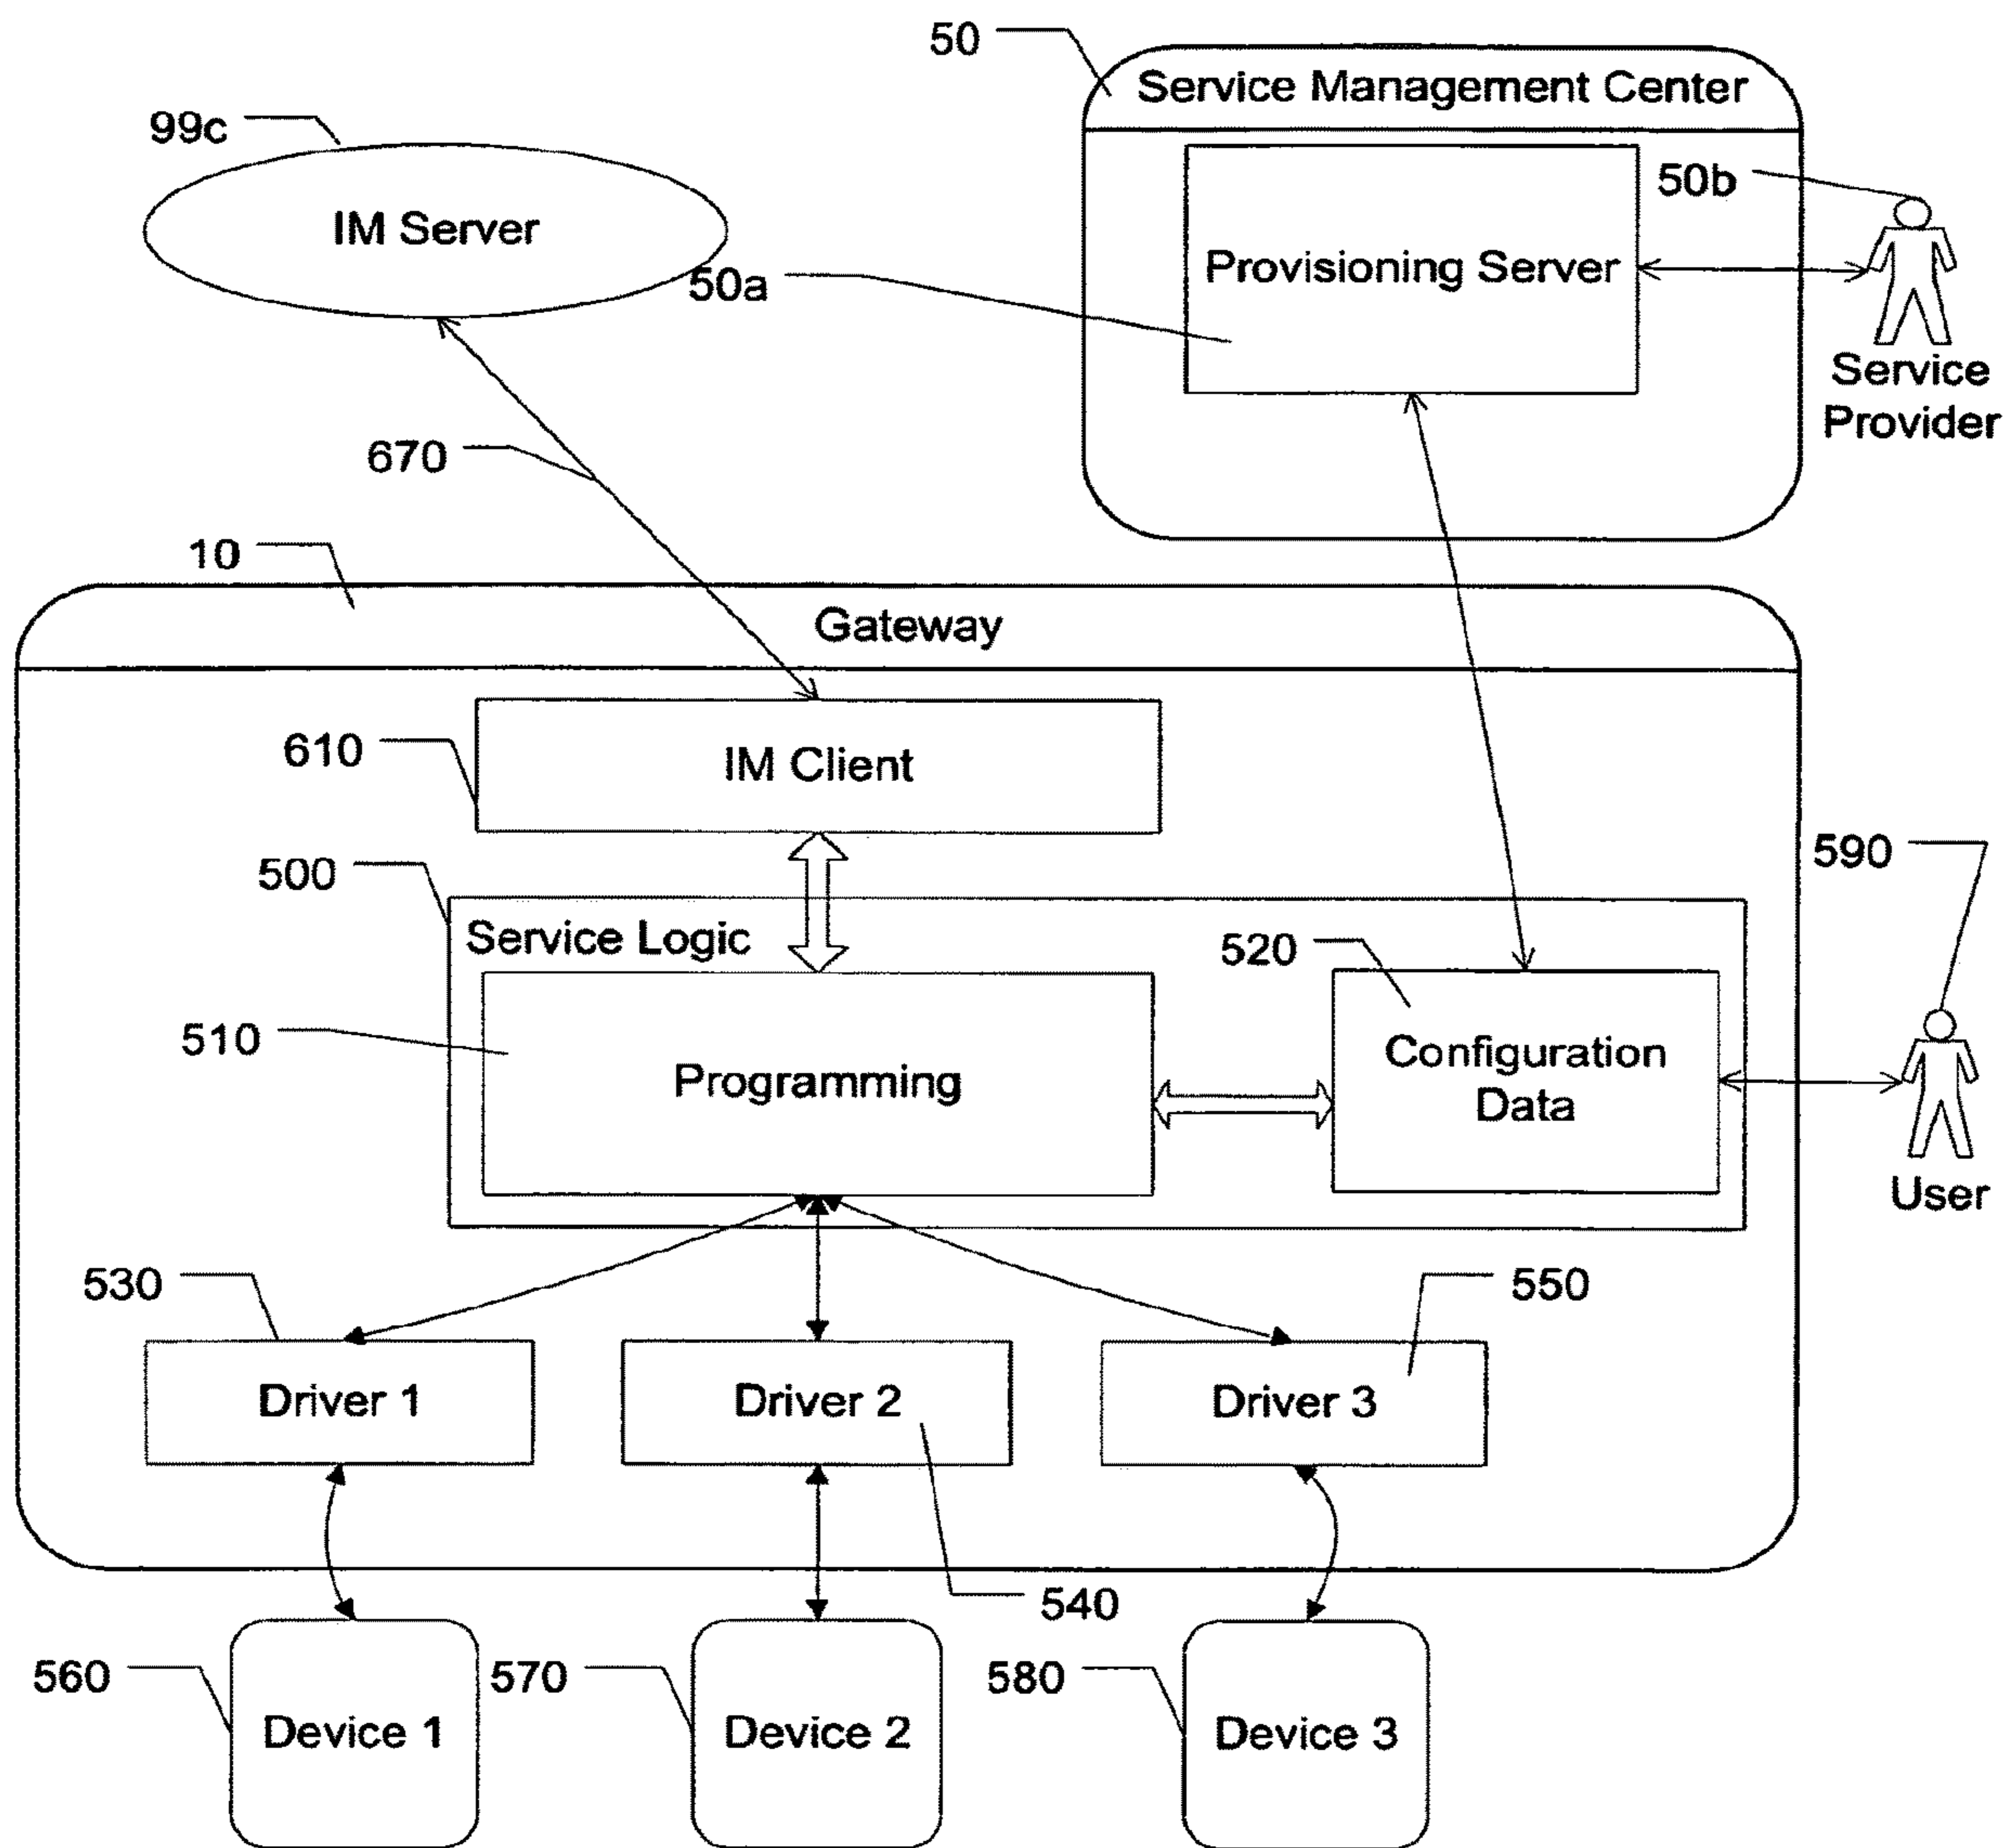 50
Service Management Center
99c
50b
IM Server
Provisioning Server
50a
Service
Provider
670
10
Gateway
610
IM Client
590
500
Service Logic
520
510
Programming
Configuration
Data
User
530
550
Driver 1
Driver 2
Driver 3
540
560
570
580
Device 1
Device 2
Device 3